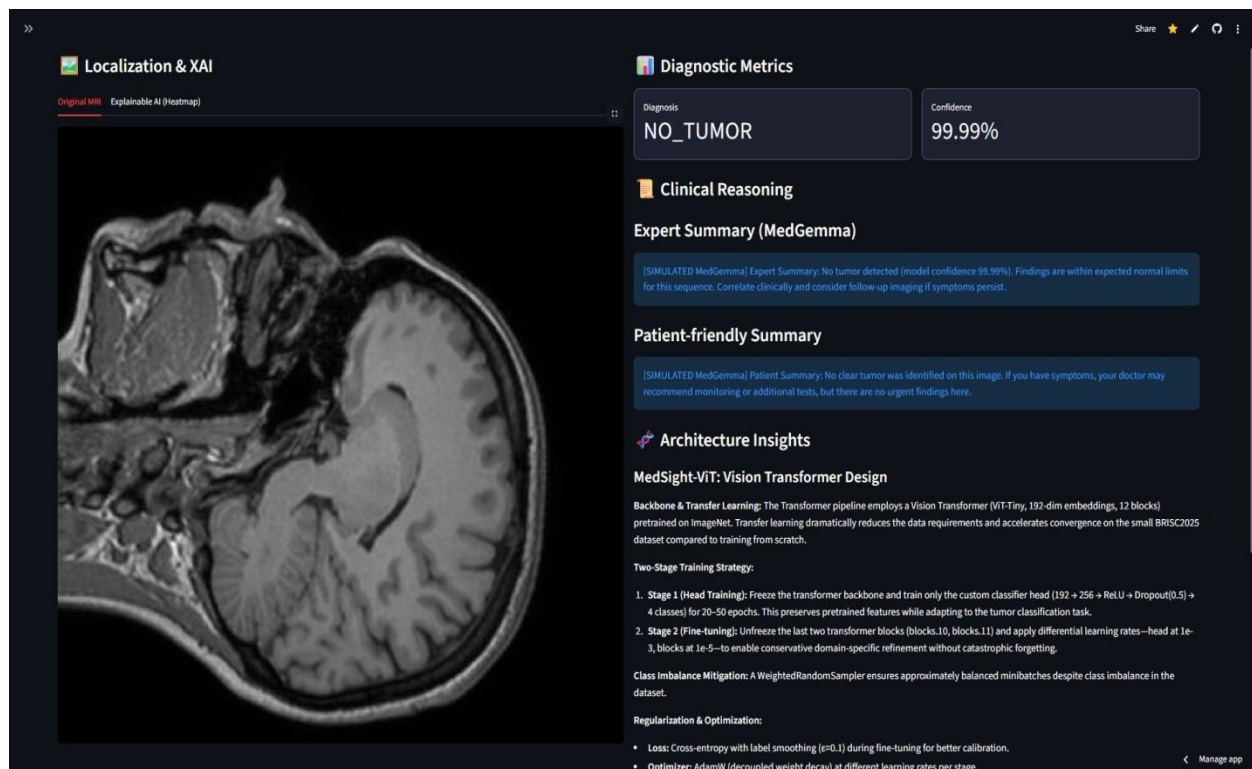 Share
Localization & XAI
Original MRI Explainable AI (Heatmap)
Diagnostic Metrics
Diagnosis
NO_TUMOR
Confidence
99.99%
Clinical Reasoning
Expert Summary (MedGemma)
[SIMULATED MedGemma] Expert Summary: No tumor detected (model confidence 99.99%). Findings are within expected normal limits
for this sequence. Correlate clinically and consider follow-up imaging if symptoms persist.
Patient-friendly Summary
[SIMULATED MedGemma] Patient Summary: No clear tumor was identified on this image. If you have symptoms, your doctor may
recommend monitoring or additional tests, but there are no urgent findings here.
Architecture Insights
MedSight-ViT: Vision Transformer Design
Backbone & Transfer Learning: The Transformer pipeline employs a Vision Transformer (ViT-Tiny, 192-dim embeddings, 12 blocks)
pretrained on ImageNet. Transfer learning dramatically reduces the data requirements and accelerates convergence on the small BRISC2025
dataset compared to training from scratch.
Two-Stage Training Strategy:
1. Stage 1 (Head Training): Freeze the transformer backbone and train only the custom classifier head (192 → 256 → ReLU → Dropout(0.5) →
4 classes) for 20–50 epochs. This preserves pretrained features while adapting to the tumor classification task.
2. Stage 2 (Fine-tuning): Unfreeze the last two transformer blocks (blocks.10, blocks.11) and apply differential learning rates—head at 1e-
3, blocks at 1e-5—to enable conservative domain-specific refinement without catastrophic forgetting.
Class Imbalance Mitigation: A WeightedRandomSampler ensures approximately balanced minibatches despite class imbalance in the
dataset.
Regularization & Optimization:
• Loss: Cross-entropy with label smoothing (ε=0.1) during fine-tuning for better calibration.
• Optimizer: AdamW (decoupled weight decay) at different learning rates per stage.
Manage app